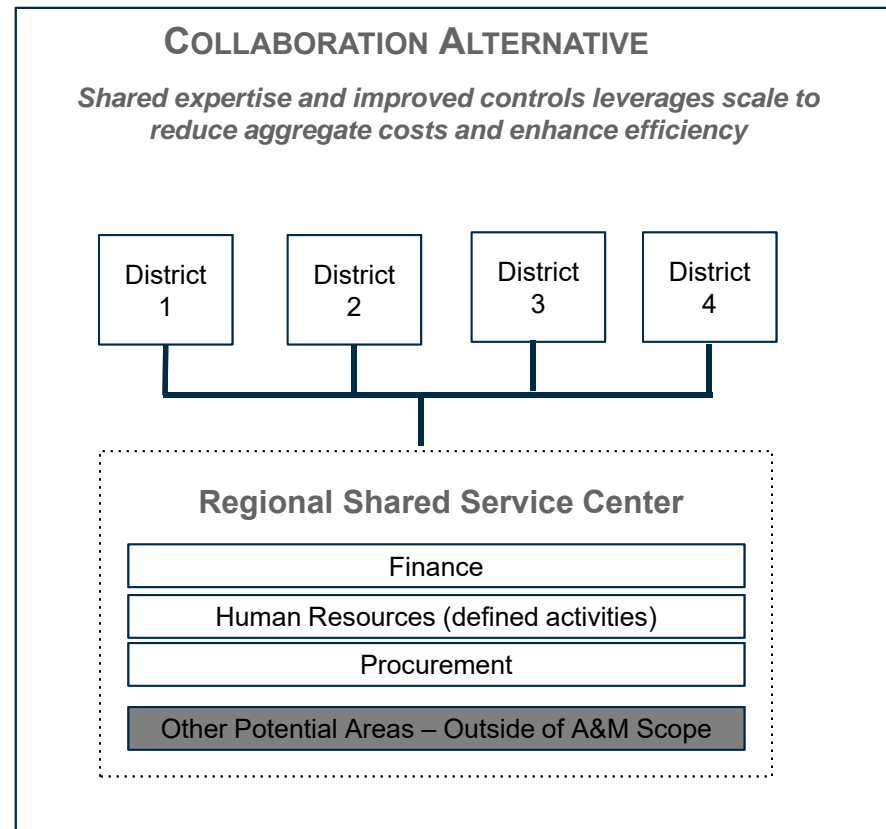 COLLABORATION ALTERNATIVE
Shared expertise and improved controls leverages scale to
reduce aggregate costs and enhance efficiency
District
1
District
2
District
3
District
4
Regional Shared Service Center
Finance
Human Resources (defined activities)
Procurement
Other Potential Areas – Outside of A&M Scope